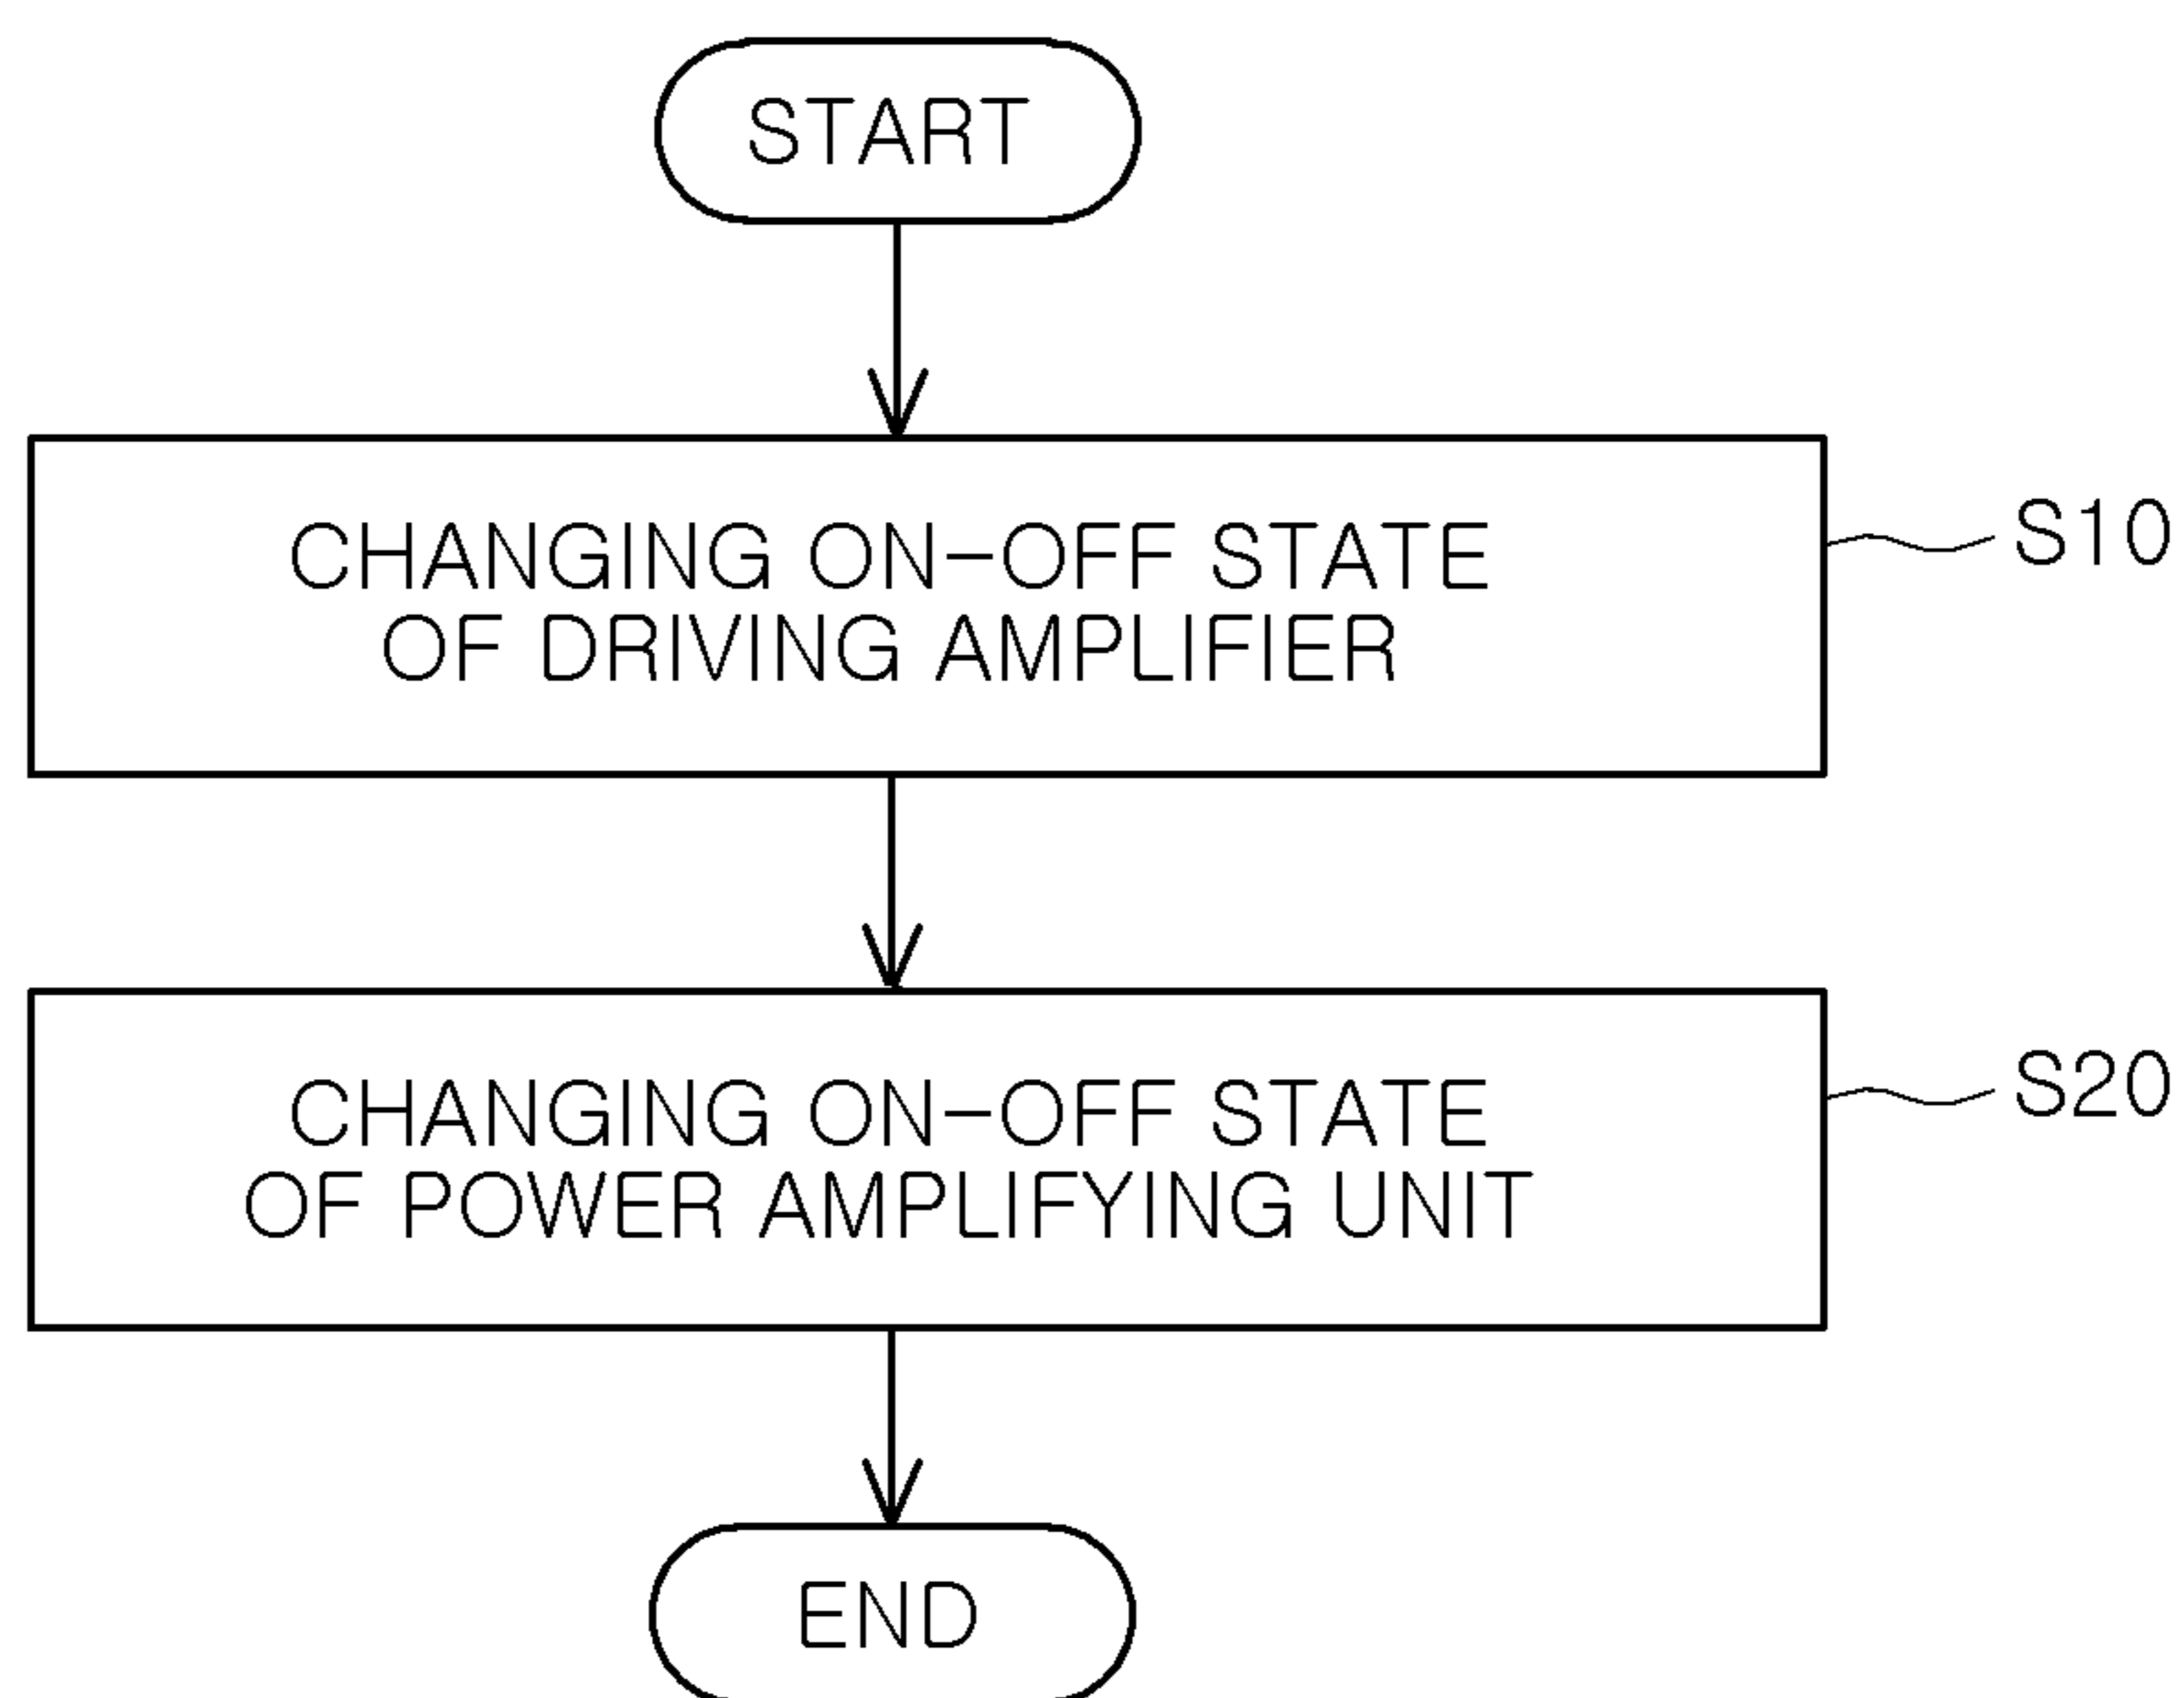 START
CHANGING ON-OFF STATE
OF DRIVING AMPLIFIER
S10
CHANGING ON-OFF STATE
OF POWER AMPLIFYING UNIT
S20
END